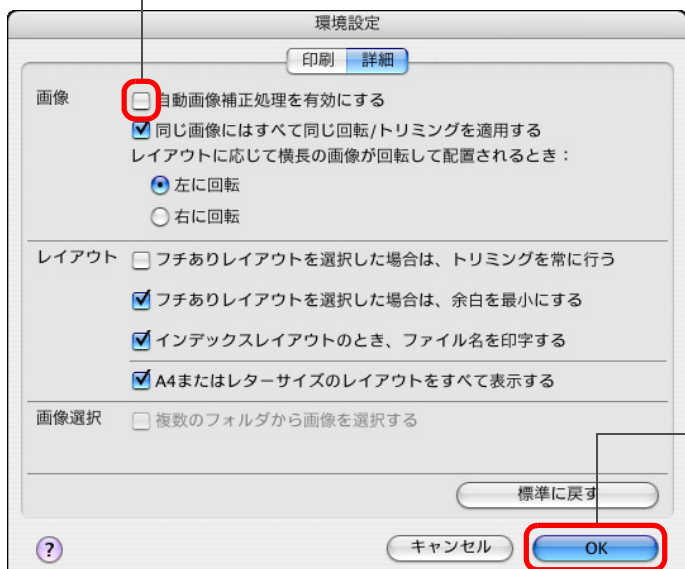 環境設定
印刷 詳細
画像 自動画像補正処理を有効にする
同じ画像にはすべて同じ回転/トリミングを適用する
レイアウトに応じて横長の画像が回転して配置されるとき：
左に回転
右に回転
レイアウト フチありレイアウトを選択した場合は、トリミングを常に行う
フチありレイアウトを選択した場合は、余白を最小にする
インデックスレイアウトのとき、ファイル名を印字する
A4またはレターサイズのレイアウトをすべて表示する
画像選択 複数のフォルダから画像を選択する
標準に戻す
? キャンセル OK